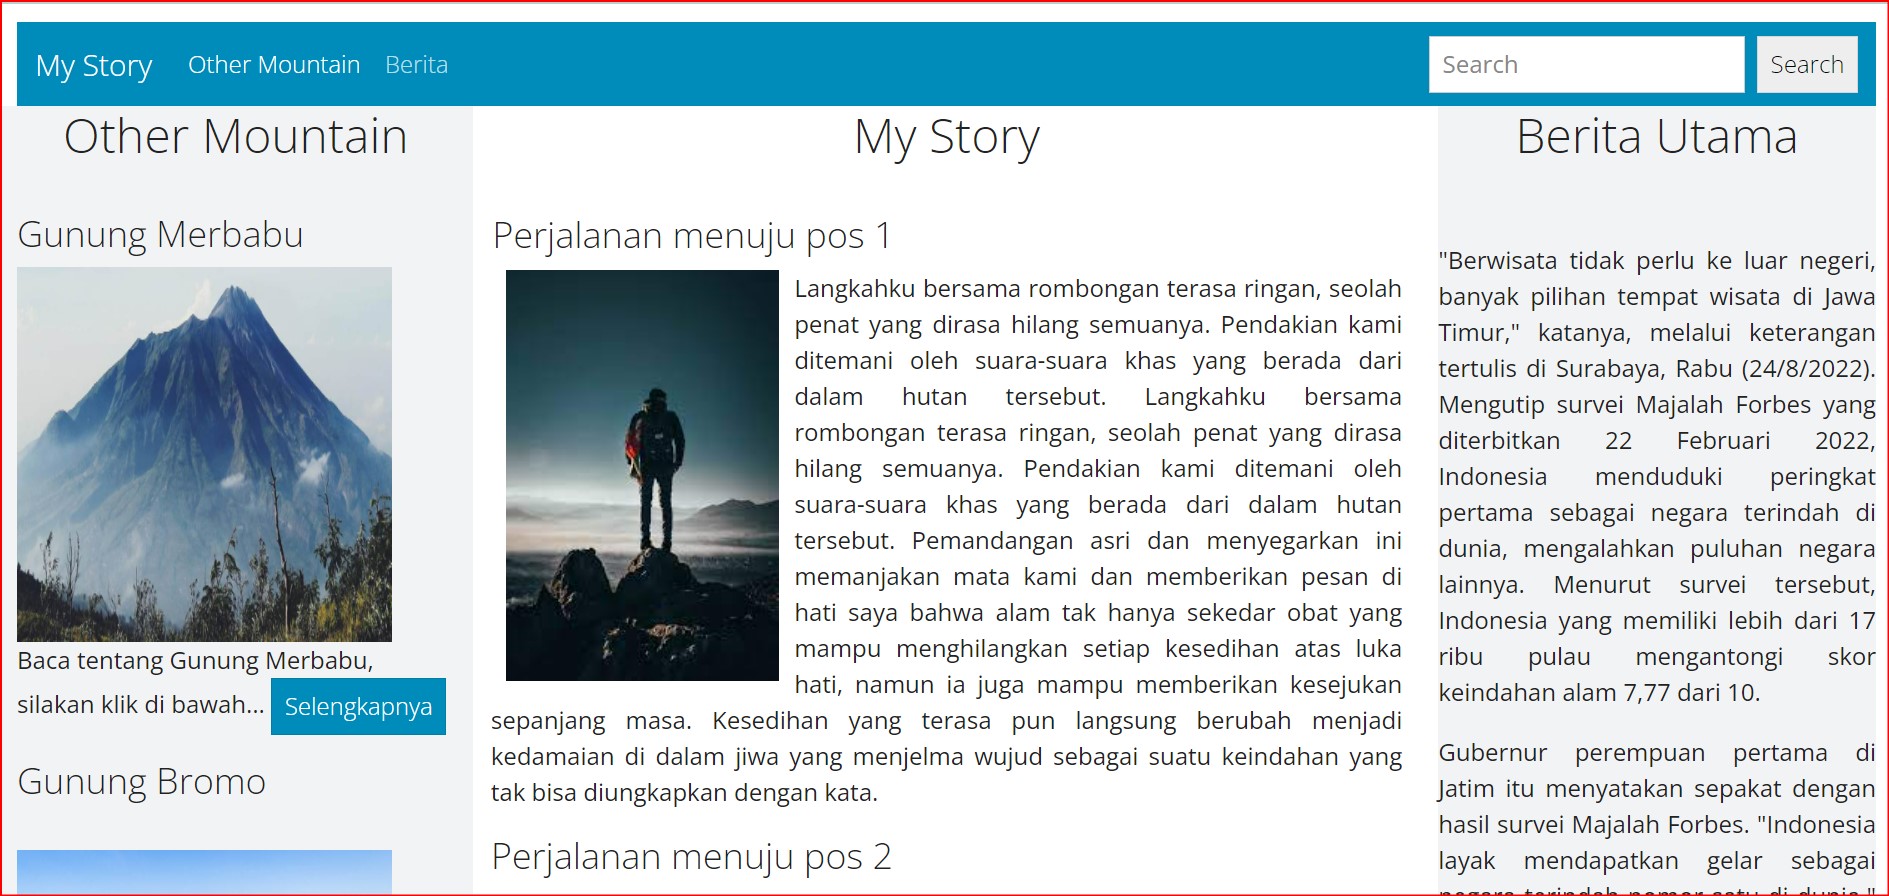 My Story
Other Mountain
Berita
Search
Search
Other Mountain
Gunung Merbabu
Baca tentang Gunung Merbabu,
silakan klik di bawah...
Selengkapnya
Gunung Bromo
My Story
Perjalanan menuju pos 1
Langkahku bersama rombongan terasa ringan, seolah
penat yang dirasa hilang semuanya. Pendakian kami
ditemani oleh suara-suara khas yang berada dari
dalam hutan tersebut. Langkahku bersama
rombongan terasa ringan, seolah penat yang dirasa
hilang semuanya. Pendakian kami ditemani oleh
suara-suara khas yang berada dari dalam hutan
tersebut. Pemandangan asri dan menyegarkan ini
memanjakan mata kami dan memberikan pesan di
hati saya bahwa alam tak hanya sekedar obat yang
mampu menghilangkan setiap kesedihan atas luka
hati, namun ia juga mampu memberikan kesejukan
sepanjang masa. Kesedihan yang terasa pun langsung berubah menjadi
kedamaian di dalam jiwa yang menjelma wujud sebagai suatu keindahan yang
tak bisa diungkapkan dengan kata.
Perjalanan menuju pos 2
Berita Utama
"Berwisata tidak perlu ke luar negeri,
banyak pilihan tempat wisata di Jawa
Timur," katanya, melalui keterangan
tertulis di Surabaya, Rabu (24/8/2022).
Mengutip survei Majalah Forbes yang
diterbitkan 22 Februari 2022,
Indonesia menduduki peringkat
pertama sebagai negara terindah di
dunia, mengalahkan puluhan negara
lainnya. Menurut survei tersebut,
Indonesia yang memiliki lebih dari 17
ribu pulau mengantongi skor
keindahan alam 7,77 dari 10.
Gubernur perempuan pertama di
Jatim itu menyatakan sepakat dengan
hasil survei Majalah Forbes. "Indonesia
layak mendapatkan gelar sebagai
negara terindah nomor satu di dunia,"